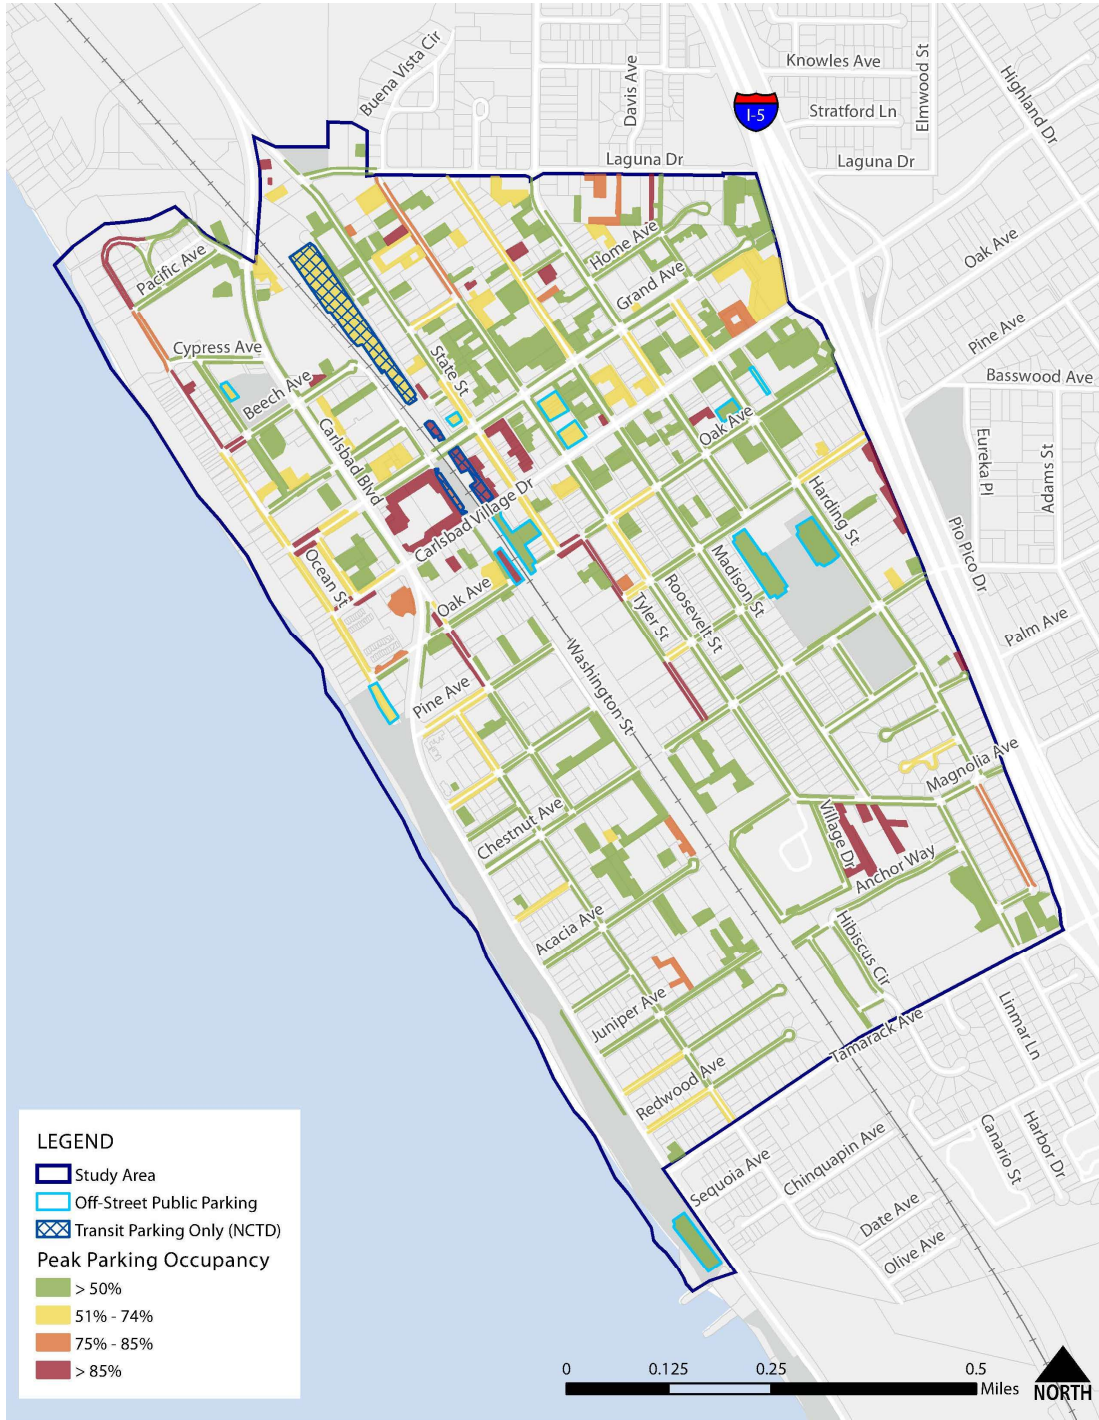 Buena Vista Cir
Davis Ave
Knowles Ave
Elmwood St
Highland Dr
I-5
Stratford Ln
Laguna Dr
Laguna Dr
Pacific Ave
Home Ave
Grand Ave
Oak Ave
Pine Ave
Cypress Ave
State St
Basswood Ave
Beech Ave
Carlsbad Blvd
Oak Ave
Eureka Pl
Adams St
Carlsbad Village Dr
Harding St
Pio Pico Dr
Ocean St
Oak Ave
Tyler St
Roosevelt St
Madison St
Palm Ave
Washington St
Pine Ave
Magnolia Ave
Chestnut Ave
Village Dr
Anchor Way
Acacia Ave
Hibiscus Cir
Juniper Ave
Linmar Ln
Tamarack Ave
Redwood Ave
Canario St
Harbor Dr
Sequoia Ave
Chinquapin Ave
Date Ave
Olive Ave
LEGEND
Study Area
Off-Street Public Parking
Transit Parking Only (NCTD)
Peak Parking Occupancy
> 50%
51% - 74%
75% - 85%
> 85%
0 0.125 0.25 0.5
Miles
NORTH